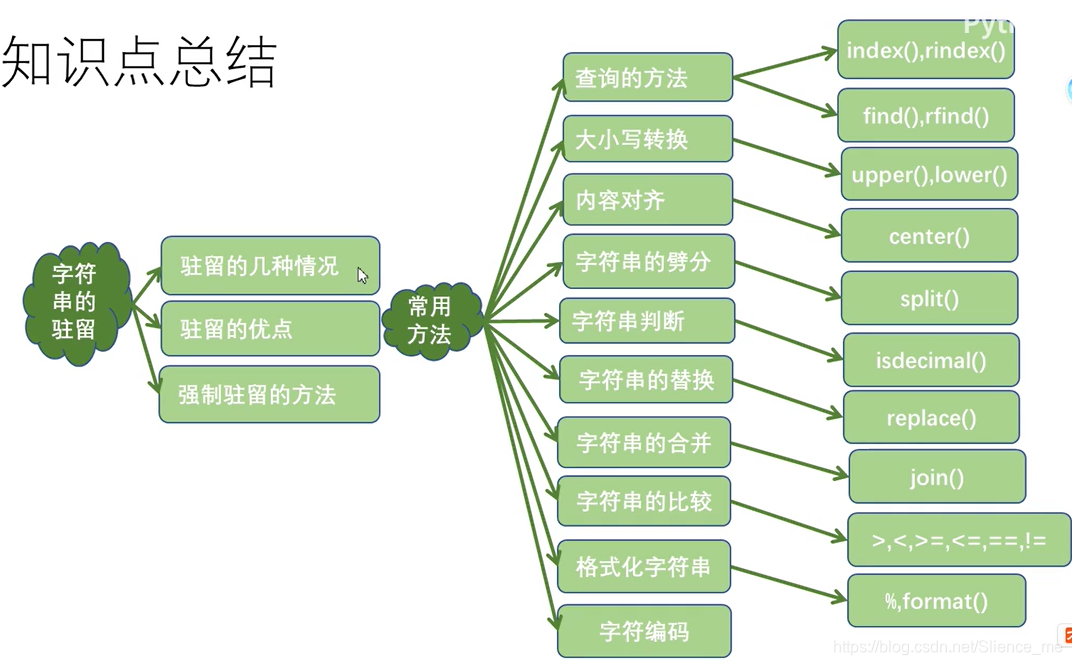 Pyt
知识点总结
字符
串的
驻留
驻留的几种情况
驻留的优点
强制驻留的方法
常用
方法
查询的方法
index(),rindex()
find(),rfind()
大小写转换
upper(),lower()
内容对齐
center()
字符串的劈分
split()
字符串判断
isdecimal()
字符串的替换
replace()
字符串的合并
join()
字符串的比较
>,<,>=,<=,==,!=
格式化字符串
%,format()
字符编码
https://blog.csdn.net/Slience_me